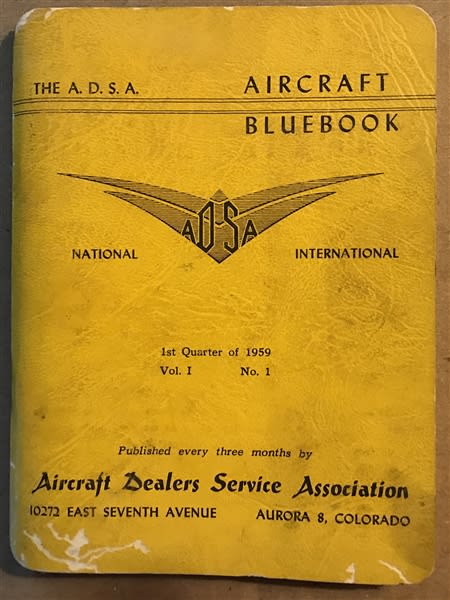 THE A. D. S. A.
AIRCRAFT
BLUEBOOK
ADSA
NATIONAL INTERNATIONAL
1st Quarter of 1959
Vol. I No. 1
Published every three months by
Aircraft Dealers Service Association
10272 EAST SEVENTH AVENUE AURORA 8, COLORADO